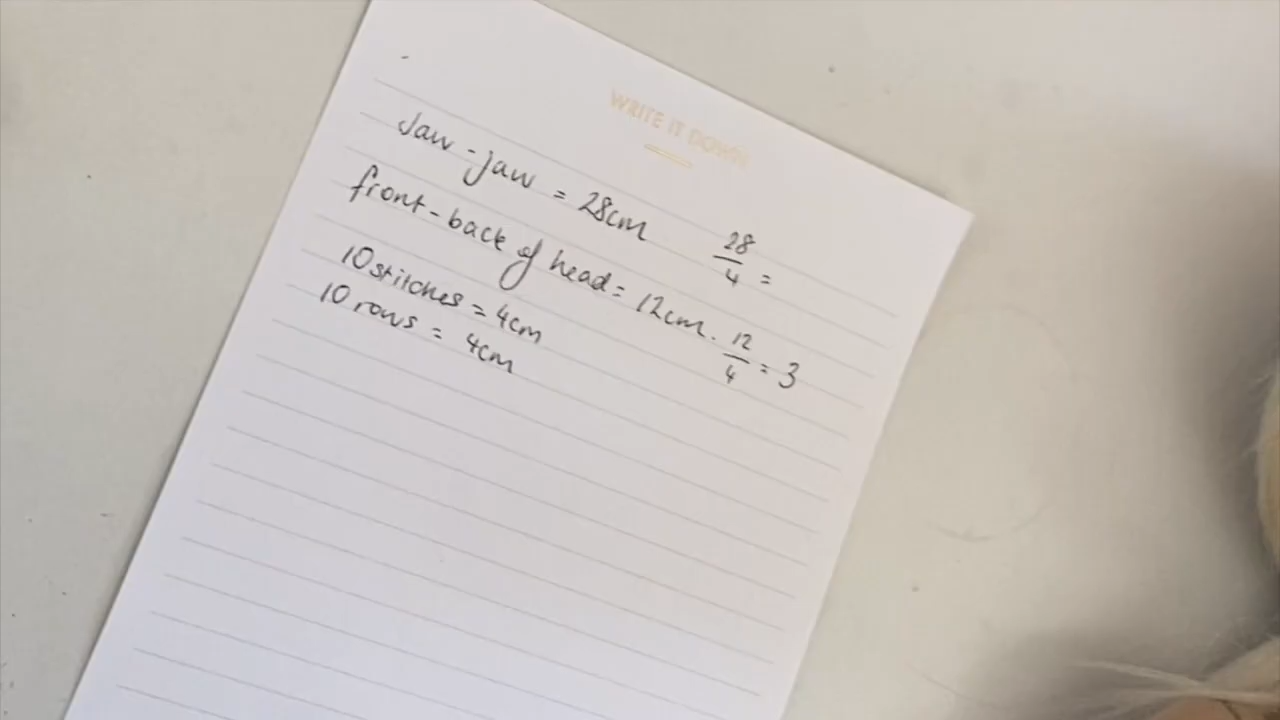 WRITE IT DOWN
Jaw - jaw = 28cm
28/4 =
front - back of head = 12cm.
12/4 = 3
10 stitches = 4cm
10 rows = 4cm